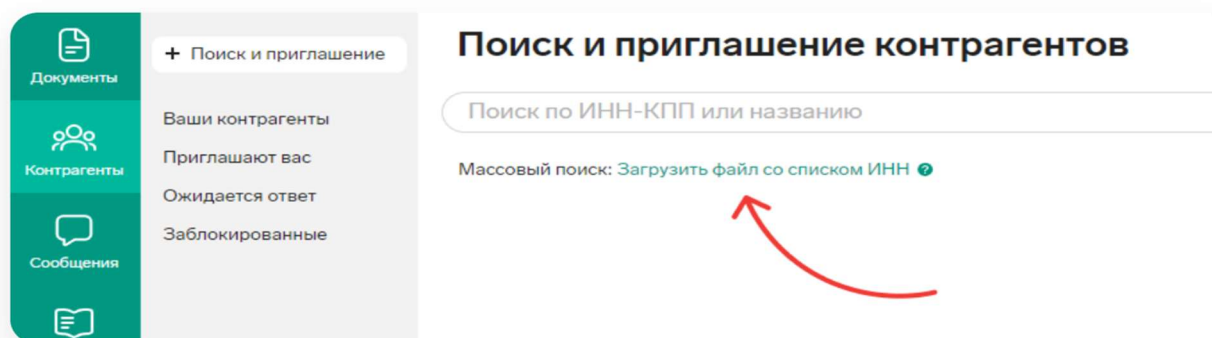 Документы
Контрагенты
Сообщения
+ Поиск и приглашение
Ваши контрагенты
Приглашают вас
Ожидается ответ
Заблокированные
Поиск и приглашение контрагентов
Поиск по ИНН-КПП или названию
Массовый поиск: Загрузить файл со списком ИНН ?